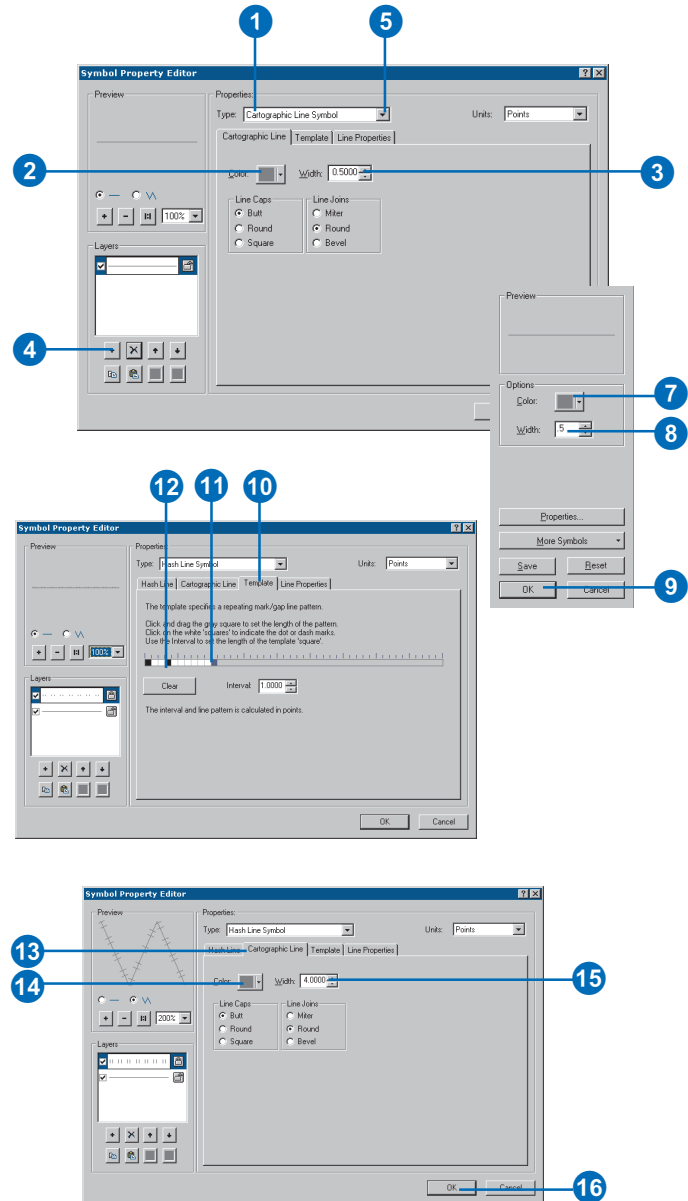 1
5
Symbol Property Editor
Preview
Properties:
Type: Cartographic Line Symbol
Units: Points
Cartographic Line Template Line Properties
2
Color:
Width: 0.5000
3
100%
Line Caps
Butt
Round
Square
Line Joins
Miter
Round
Bevel
Layers
4
Preview
Options
Color:
7
Width: .5
8
Properties...
More Symbols
Save Reset
OK Cancel
9
12
11
10
Symbol Property Editor
Preview
Properties:
Type: Hash Line Symbol
Units: Points
Hash Line Cartographic Line Template Line Properties
The template specifies a repeating mark/gap line pattern.
Click and drag the gray square to set the length of the pattern.
Click on the white 'squares' to indicate the dot or dash marks.
Use the Interval to set the length of the template 'square'.
100%
Clear
Interval: 1.0000
The interval and line pattern is calculated in points.
Layers
OK Cancel
Symbol Property Editor
Preview
Properties:
Type: Hash Line Symbol
Units: Points
13
Hash Line Cartographic Line Template Line Properties
14
Color:
Width: 4.0000
15
200%
Line Caps
Butt
Round
Square
Line Joins
Miter
Round
Bevel
Layers
OK Cancel
16